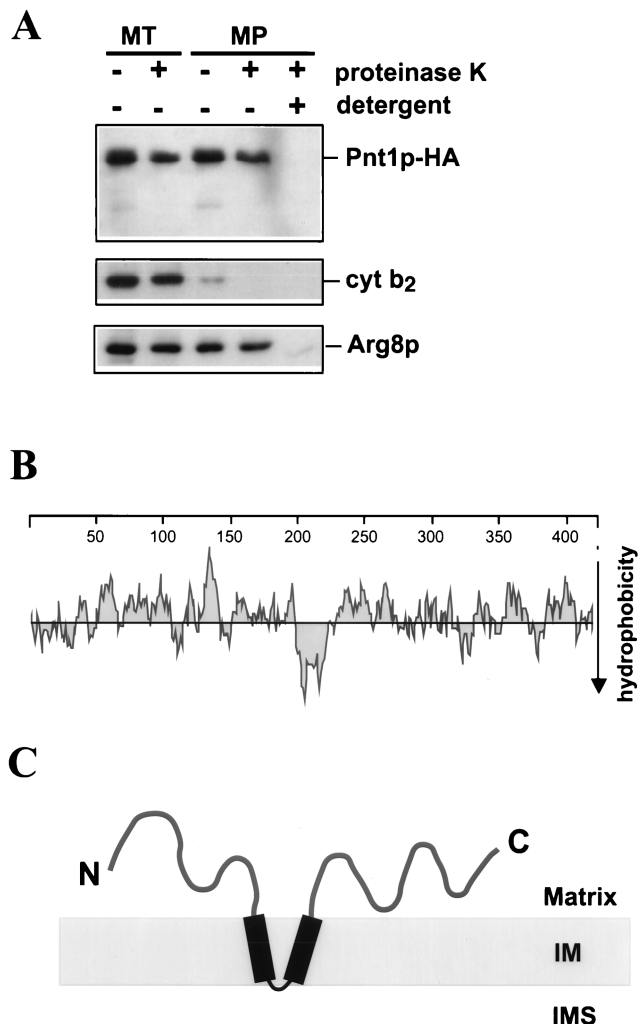 A
MT MP
- + - + + proteinase K
- - - - + detergent
Pnt1p-HA
cyt b2
Arg8p
B
50 100 150 200 250 300 350 400
hydrophobicity
C
N
C
Matrix
IM
IMS